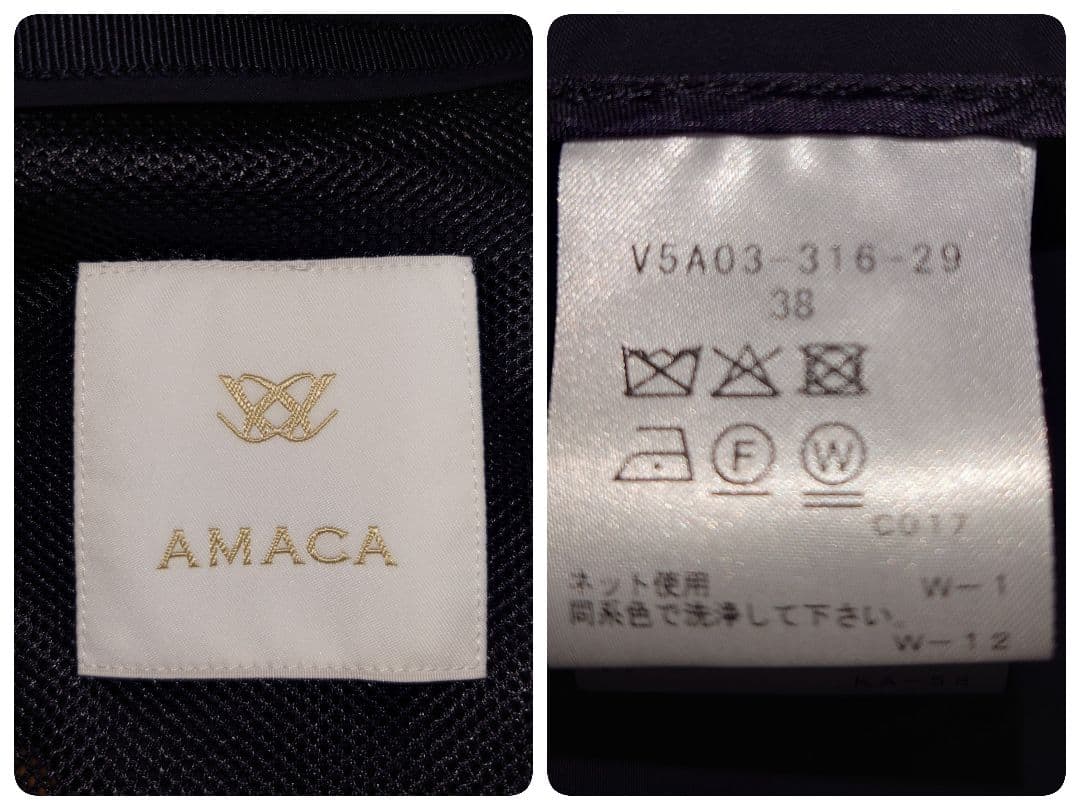 AMACA
V5A03-316-29
38
F W
C017
ネット使用 W-1
同系色で洗浄して下さい。
W-12